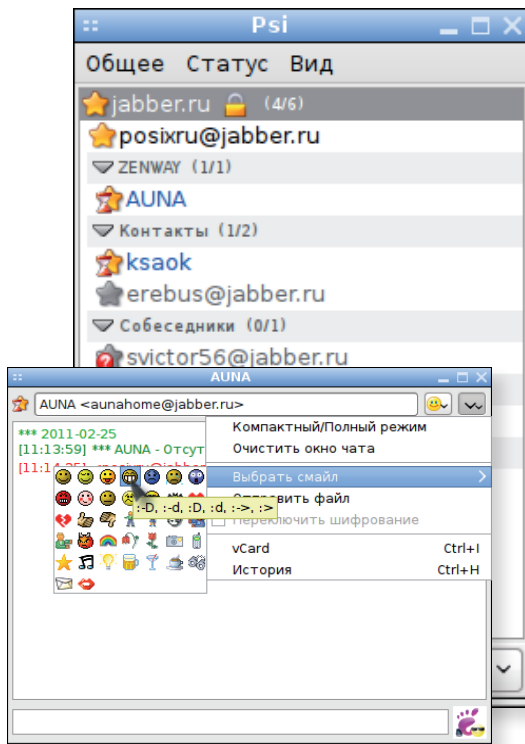 Psi
Общее Статус Вид
jabber.ru (4/6)
posixru@jabber.ru
ZENWAY (1/1)
AUNA
Контакты (1/2)
ksaok
erebus@jabber.ru
Собеседники (0/1)
svictor56@jabber.ru
AUNA
AUNA <aunahome@jabber.ru>
*** 2011-02-25
[11:13:59] *** AUNA - Отсут
Компактный/Полный режим
Очистить окно чата
Выбрать смайл
Отправить файл
Переключить шифрование
vCard Ctrl+I
История Ctrl+H
:-D, :-d, :D, :d, :->, :>